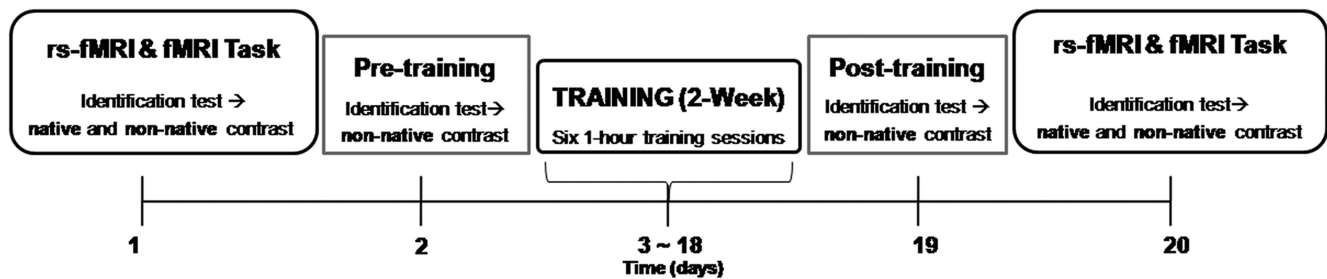 rs-fMRI & fMRI Task
Identification test →
native and non-native contrast
Pre-training
Identification test→
non-native contrast
TRAINING (2-Week)
Six 1-hour training sessions
Post-training
Identification test →
non-native contrast
rs-fMRI & fMRI Task
Identification test→
native and non-native contrast
1
2
3 ~ 18
19
20
Time (days)